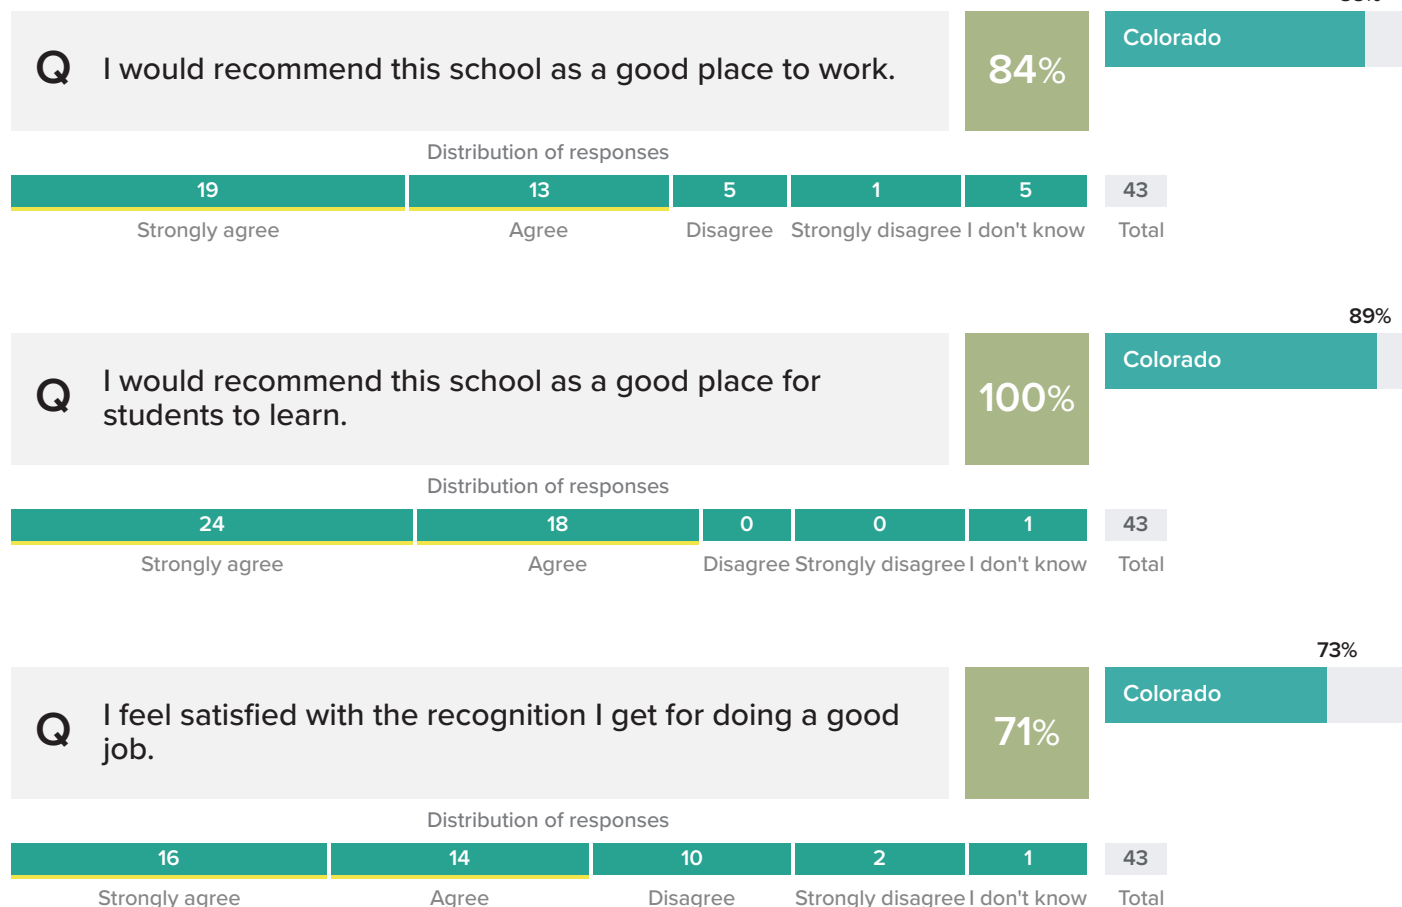 Q I would recommend this school as a good place to work.
84%
Colorado
Distribution of responses
19 13 5 1 5 43
Strongly agree Agree Disagree Strongly disagree I don't know Total
89%
Q I would recommend this school as a good place for
students to learn.
100%
Colorado
Distribution of responses
24 18 0 0 1 43
Strongly agree Agree Disagree Strongly disagree I don't know Total
73%
Q I feel satisfied with the recognition I get for doing a good
job.
71%
Colorado
Distribution of responses
16 14 10 2 1 43
Strongly agree Agree Disagree Strongly disagree I don't know Total